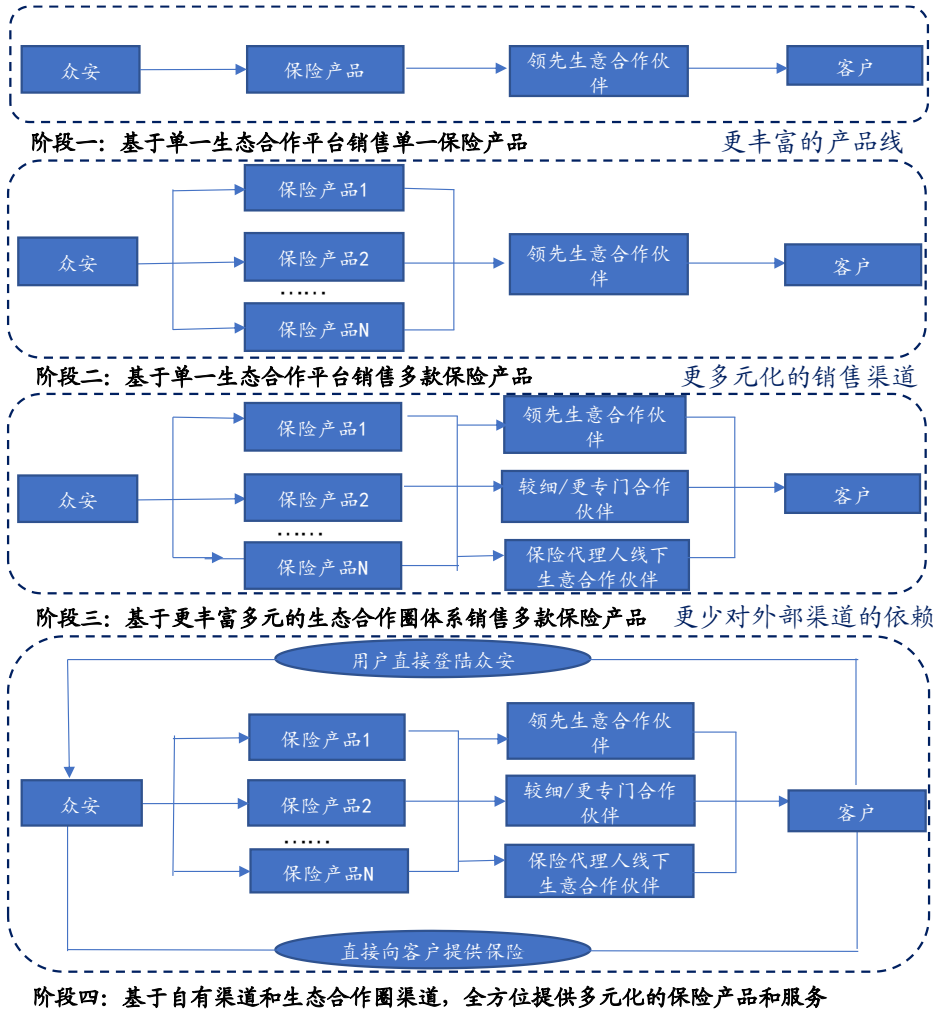 众安
保险产品
领先生意合作伙
伴
客户
阶段一：基于单一生态合作平台销售单一保险产品
更丰富的产品线
众安
保险产品1
保险产品2
……
保险产品N
领先生意合作伙
伴
客户
阶段二：基于单一生态合作平台销售多款保险产品
更多元化的销售渠道
众安
保险产品1
保险产品2
……
保险产品N
领先生意合作伙
伴
较细/更专门合作
伙伴
保险代理人线下
生意合作伙伴
客户
阶段三：基于更丰富多元的生态合作圈体系销售多款保险产品
更少对外部渠道的依赖
用户直接登陆众安
众安
保险产品1
保险产品2
……
保险产品N
领先生意合作伙
伴
较细/更专门合作
伙伴
保险代理人线下
生意合作伙伴
客户
直接向客户提供保险
阶段四：基于自有渠道和生态合作圈渠道，全方位提供多元化的保险产品和服务